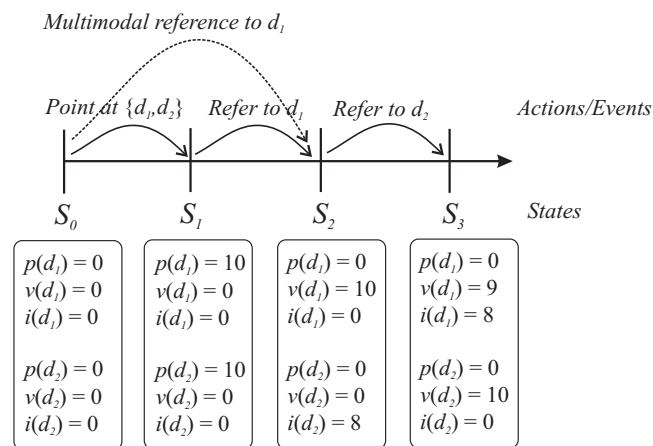 Multimodal reference to d₁
Point at {d₁,d₂} Refer to d₁ Refer to d₂ Actions/Events
S₀ S₁ S₂ S₃ States
p(d₁) = 0 p(d₁) = 10 p(d₁) = 0 p(d₁) = 0
v(d₁) = 0 v(d₁) = 0 v(d₁) = 10 v(d₁) = 9
i(d₁) = 0 i(d₁) = 0 i(d₁) = 0 i(d₁) = 8
p(d₂) = 0 p(d₂) = 10 p(d₂) = 0 p(d₂) = 0
v(d₂) = 0 v(d₂) = 0 v(d₂) = 0 v(d₂) = 10
i(d₂) = 0 i(d₂) = 0 i(d₂) = 8 i(d₂) = 0